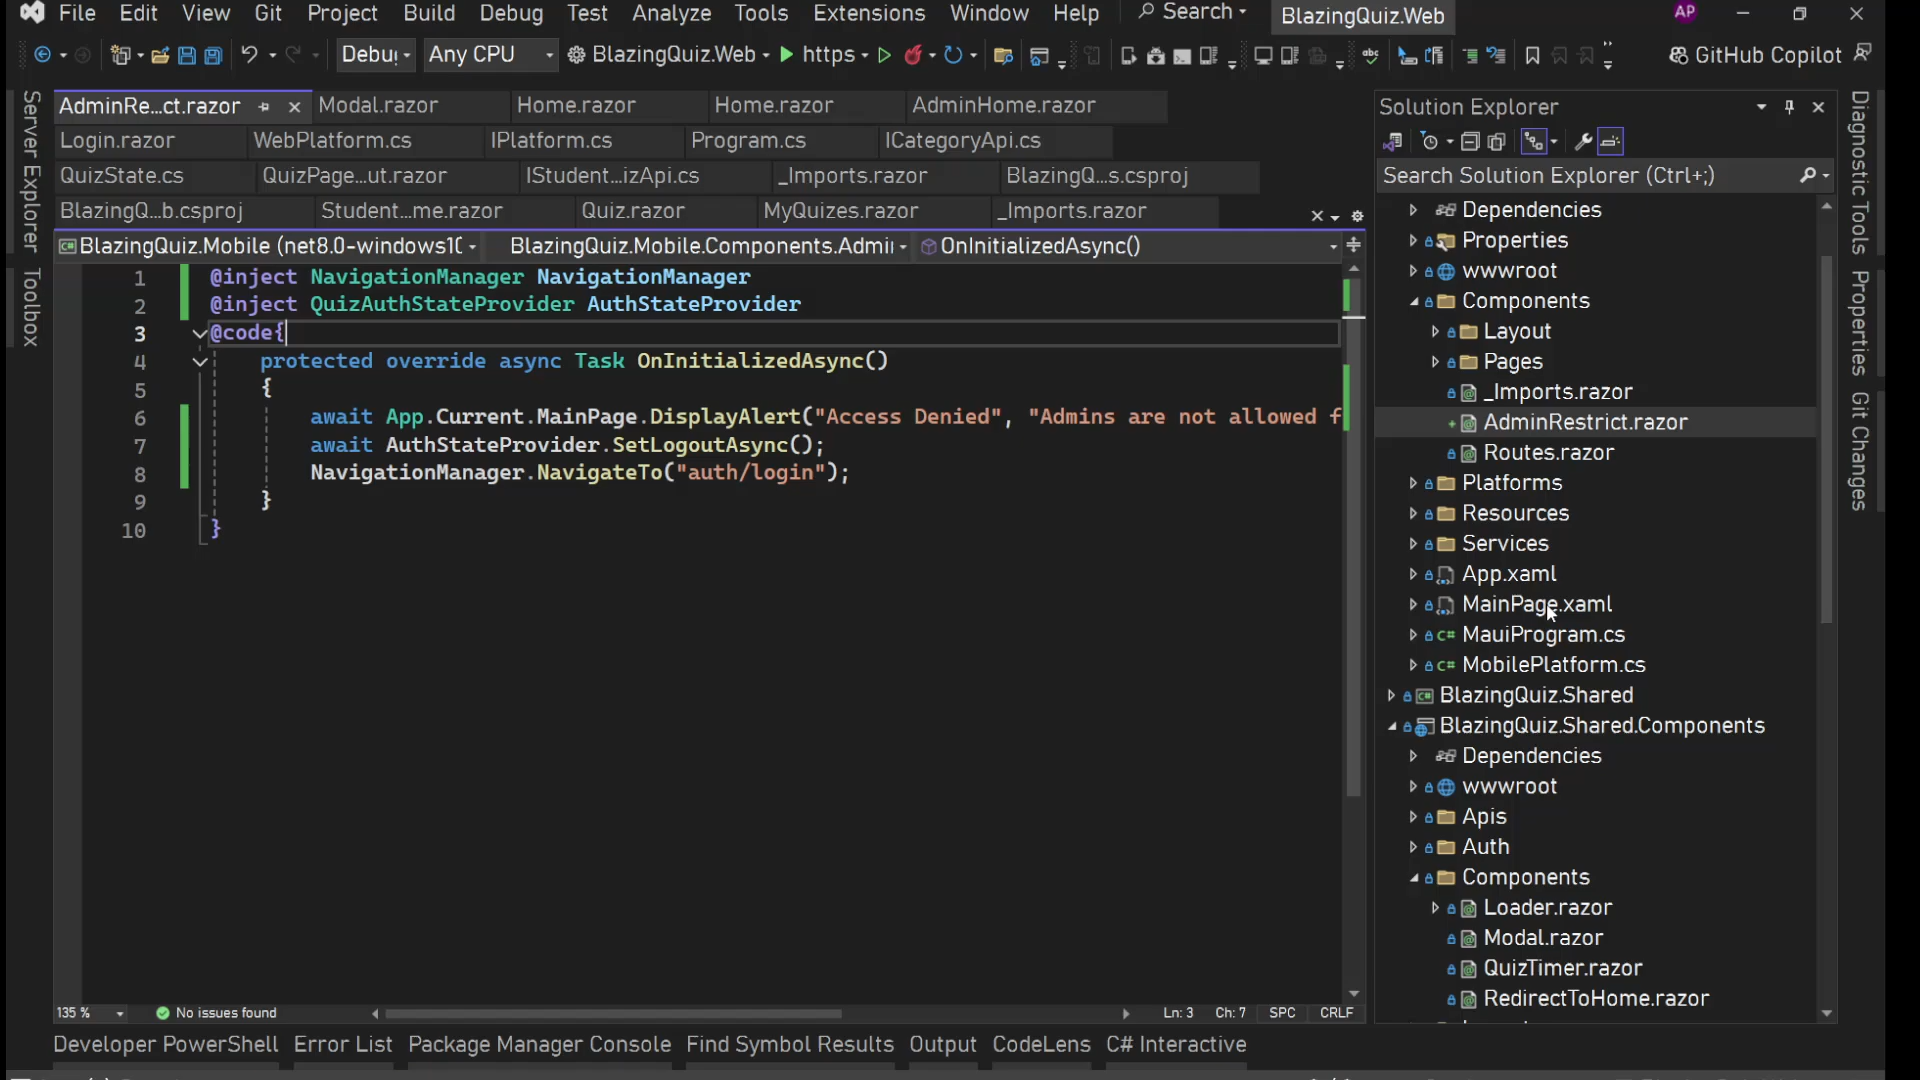 File Edit View Git Project Build Debug Test Analyze Tools Extensions Window Help Search BlazingQuiz.Web AP
Debug Any CPU BlazingQuiz.Web https GitHub Copilot
AdminRe...ct.razor Modal.razor Home.razor Home.razor AdminHome.razor
Login.razor WebPlatform.cs IPlatform.cs Program.cs ICategoryApi.cs
QuizState.cs QuizPage...ut.razor IStudent...izApi.cs _Imports.razor BlazingQ...s.csproj
BlazingQ...b.csproj Student...me.razor Quiz.razor MyQuizes.razor _Imports.razor
BlazingQuiz.Mobile (net8.0-windows10 BlazingQuiz.Mobile.Components.Admi OnInitializedAsync()
1 @inject NavigationManager NavigationManager
2 @inject QuizAuthStateProvider AuthStateProvider
3 @code{
4 protected override async Task OnInitializedAsync()
5 {
6 await App.Current.MainPage.DisplayAlert("Access Denied", "Admins are not allowed f
7 await AuthStateProvider.SetLogoutAsync();
8 NavigationManager.NavigateTo("auth/login");
9 }
10 }
135 % No issues found Ln: 3 Ch: 7 SPC CRLF
Developer PowerShell Error List Package Manager Console Find Symbol Results Output CodeLens C# Interactive
Server Explorer
Toolbox
Solution Explorer
Search Solution Explorer (Ctrl+;)
Dependencies
Properties
wwwroot
Components
Layout
Pages
_Imports.razor
AdminRestrict.razor
Routes.razor
Platforms
Resources
Services
App.xaml
MainPage.xaml
MauiProgram.cs
MobilePlatform.cs
BlazingQuiz.Shared
BlazingQuiz.Shared.Components
Dependencies
wwwroot
Apis
Auth
Components
Loader.razor
Modal.razor
QuizTimer.razor
RedirectToHome.razor
Diagnostic Tools
Properties
Git Changes